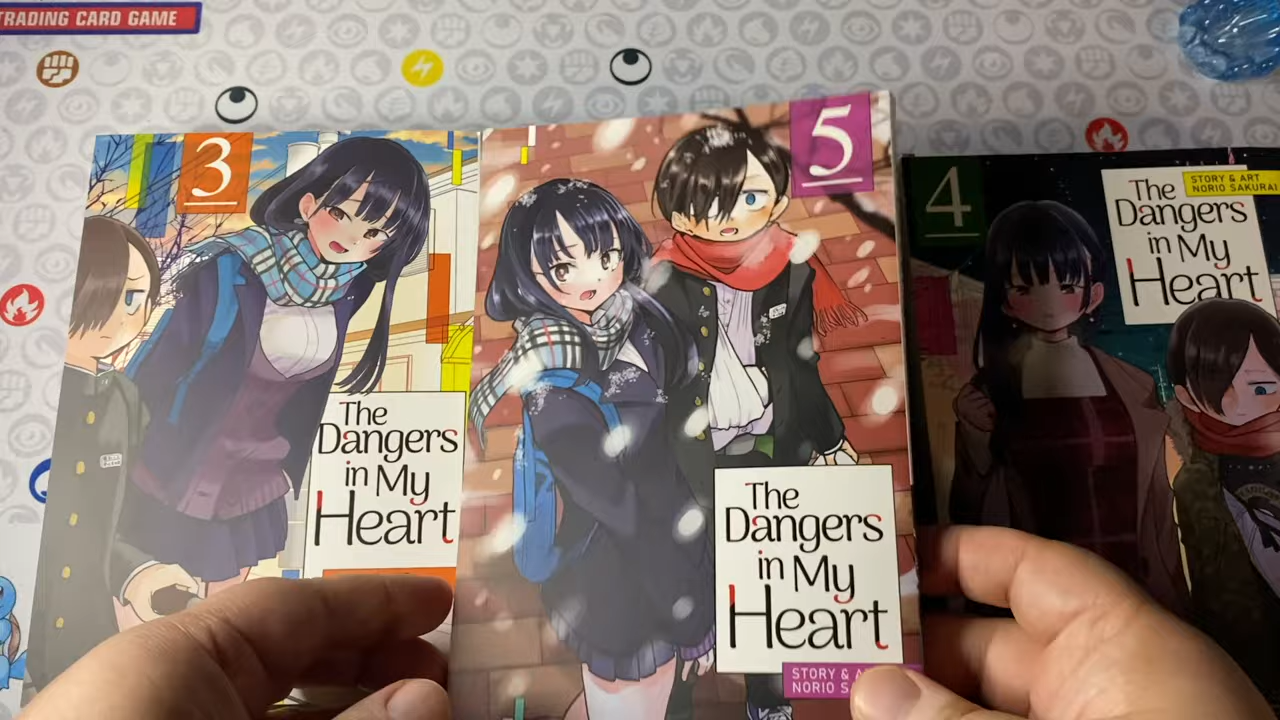 TRADING CARD GAME
3
The
Dangers
in My
Heart
5
The
Dangers
in My
Heart
STORY &
NORIO
4
STORY & ART
NORIO SAKURAI
The
Dangers
in My
Heart